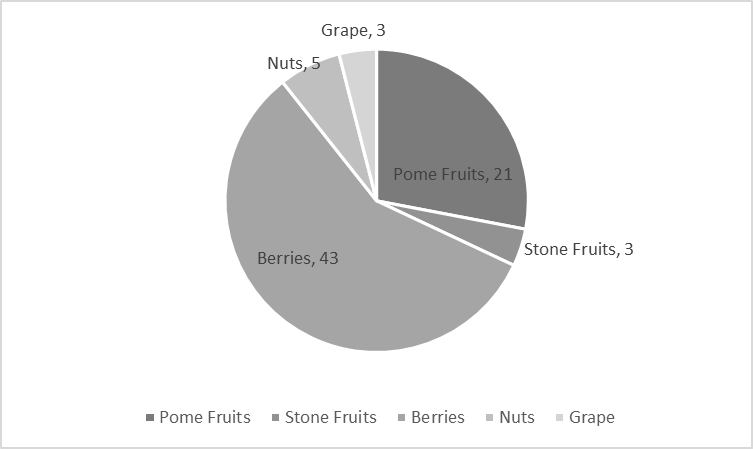 Grape, 3
Nuts, 5
Pome Fruits, 21
Stone Fruits, 3
Berries, 43
Pome Fruits Stone Fruits Berries Nuts Grape